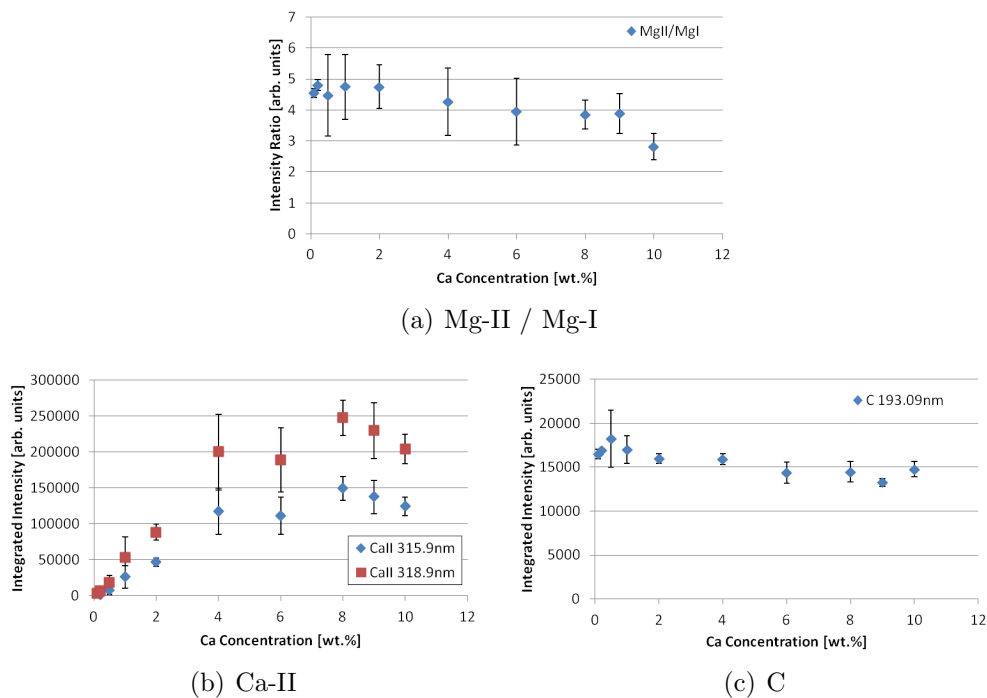 7
6
5
4
3
2
1
0
Intensity Ratio [arb. units]
MgII/MgI
0 2 4 6 8 10 12
Ca Concentration [wt.%]
(a) Mg-II / Mg-I
300000
250000
200000
150000
100000
50000
0
Integrated Intensity [arb. units]
CaII 315.9nm
CaII 318.9nm
0 2 4 6 8 10 12
Ca Concentration [wt.%]
(b) Ca-II
25000
20000
15000
10000
5000
0
Integrated Intensity [arb. units]
C 193.09nm
0 2 4 6 8 10 12
Ca Concentration [wt.%]
(c) C